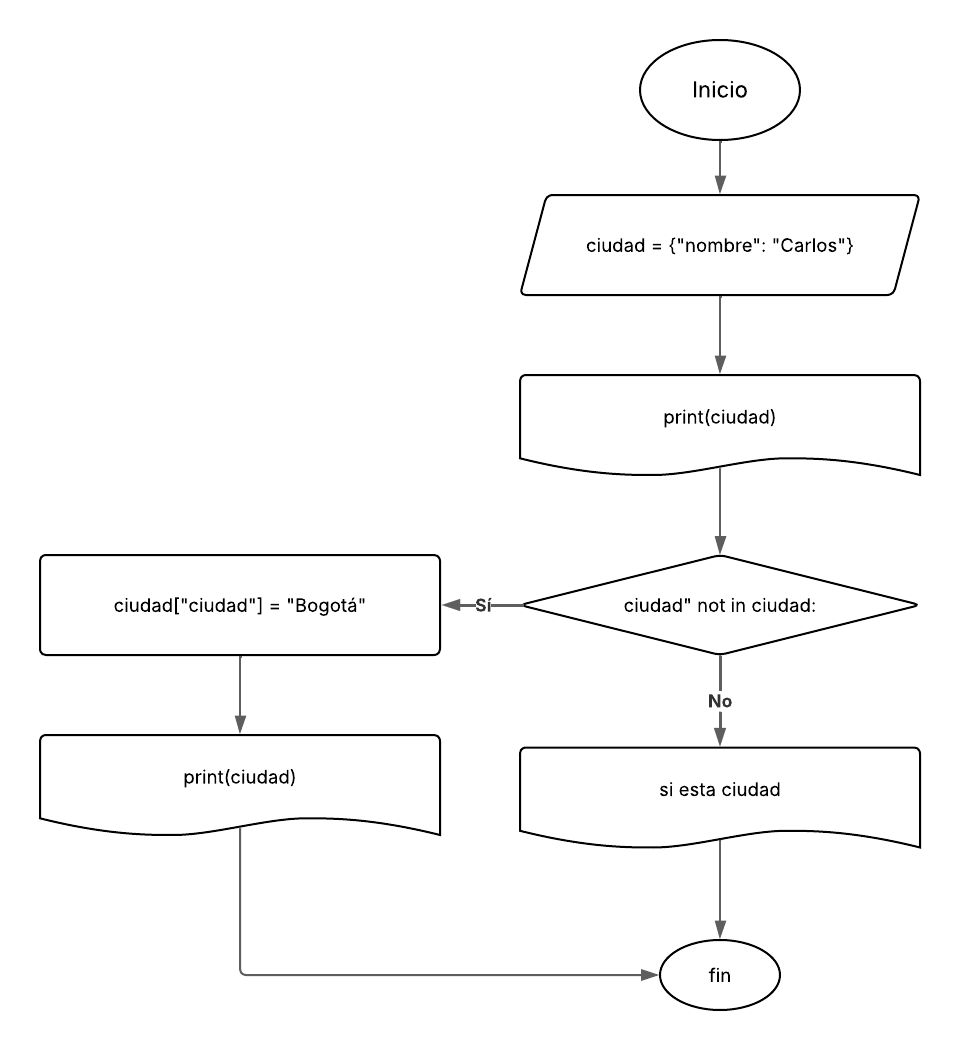 Inicio
ciudad = {"nombre": "Carlos"}
print(ciudad)
ciudad["ciudad"] = "Bogotá"
Sí
ciudad" not in ciudad:
No
print(ciudad)
si esta ciudad
fin